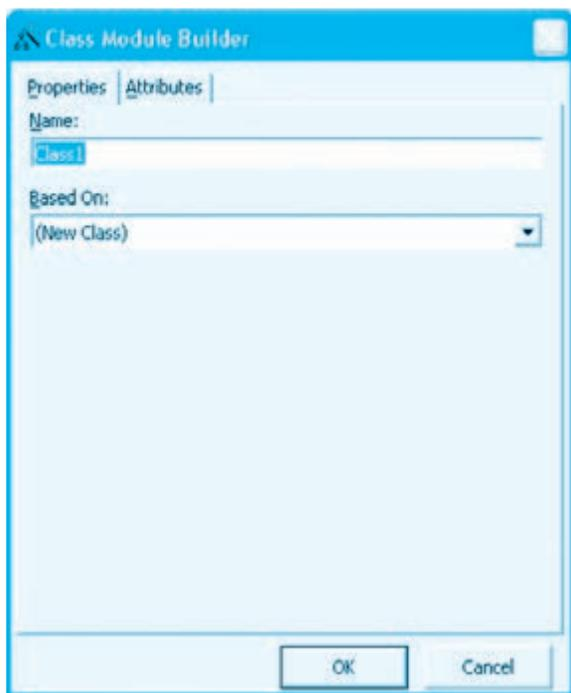 Class Module Builder
Properties Attributes
Name:
Class1
Based On:
(New Class)
OK Cancel